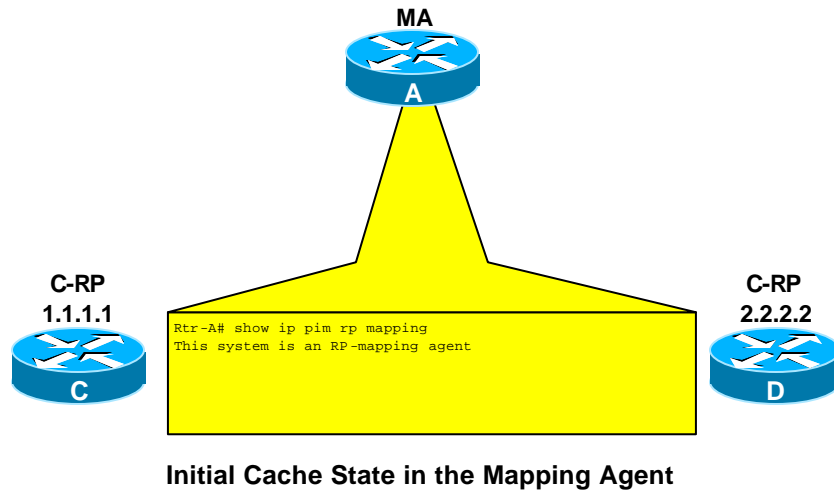 MA
A
C-RP
1.1.1.1
C
C-RP
2.2.2.2
D
Rtr-A# show ip pim rp mapping
This system is an RP-mapping agent
Initial Cache State in the Mapping Agent